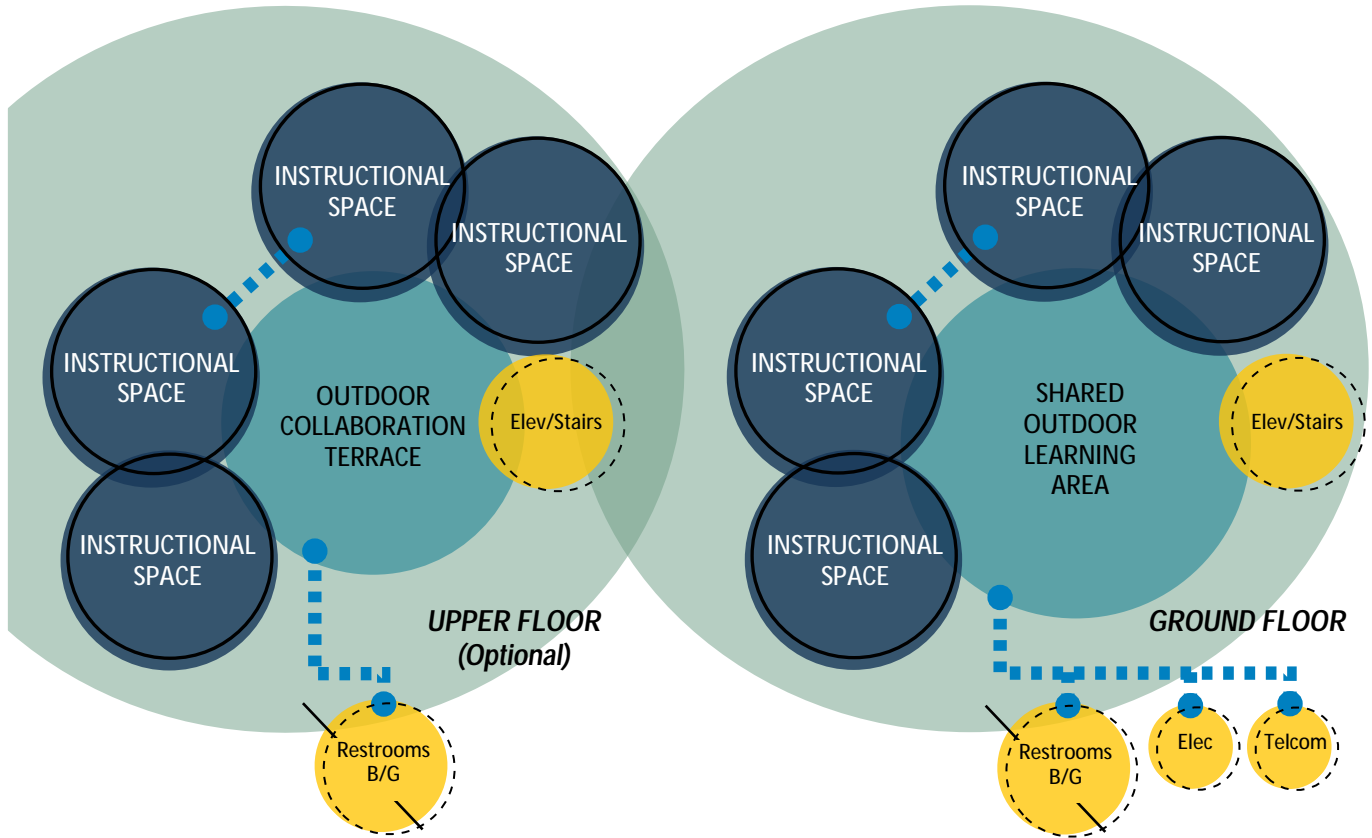 INSTRUCTIONAL
SPACE
INSTRUCTIONAL
SPACE
INSTRUCTIONAL
SPACE
INSTRUCTIONAL
SPACE
OUTDOOR
COLLABORATION
TERRACE
Elev/Stairs
UPPER FLOOR
(Optional)
Restrooms
B/G
INSTRUCTIONAL
SPACE
INSTRUCTIONAL
SPACE
INSTRUCTIONAL
SPACE
INSTRUCTIONAL
SPACE
SHARED
OUTDOOR
LEARNING
AREA
Elev/Stairs
GROUND FLOOR
Restrooms
B/G
Elec
Telcom